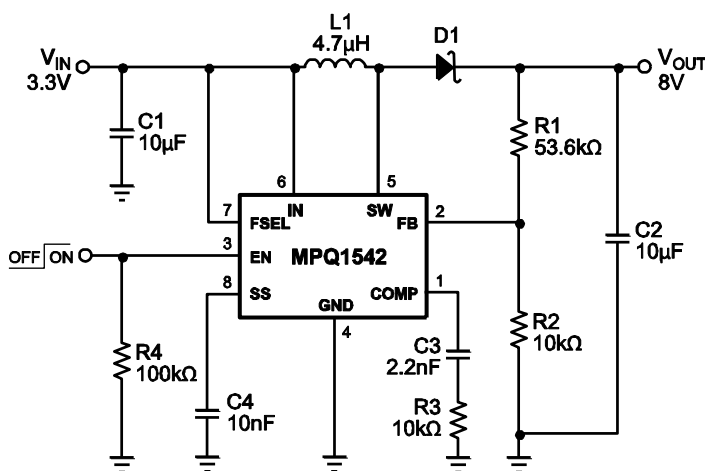 L1
4.7µH
D1
VIN
3.3V
VOUT
8V
C1
10µF
R1
53.6kΩ
6
5
IN
SW
7
FSEL
FB
2
3
EN
MPQ1542
OFF ON
8
SS
COMP
1
GND
4
C2
10µF
R2
10kΩ
C3
2.2nF
R4
100kΩ
C4
10nF
R3
10kΩ